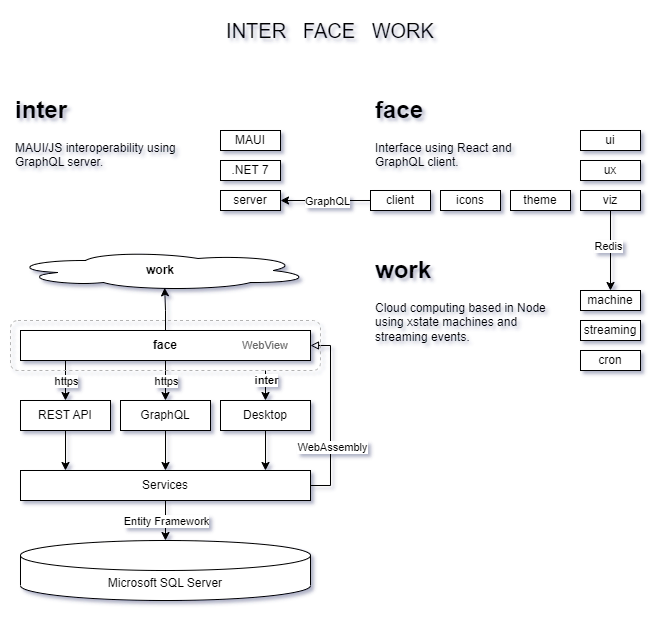 INTER FACE WORK
inter
MAUI/JS interoperability using
GraphQL server.
MAUI
.NET 7
server
GraphQL
face
Interface using React and
GraphQL client.
client
icons
theme
ui
ux
viz
Redis
work
Cloud computing based in Node
using xstate machines and
streaming events.
machine
streaming
cron
work
face
WebView
https
https
inter
REST API
GraphQL
Desktop
WebAssembly
Services
Entity Framework
Microsoft SQL Server